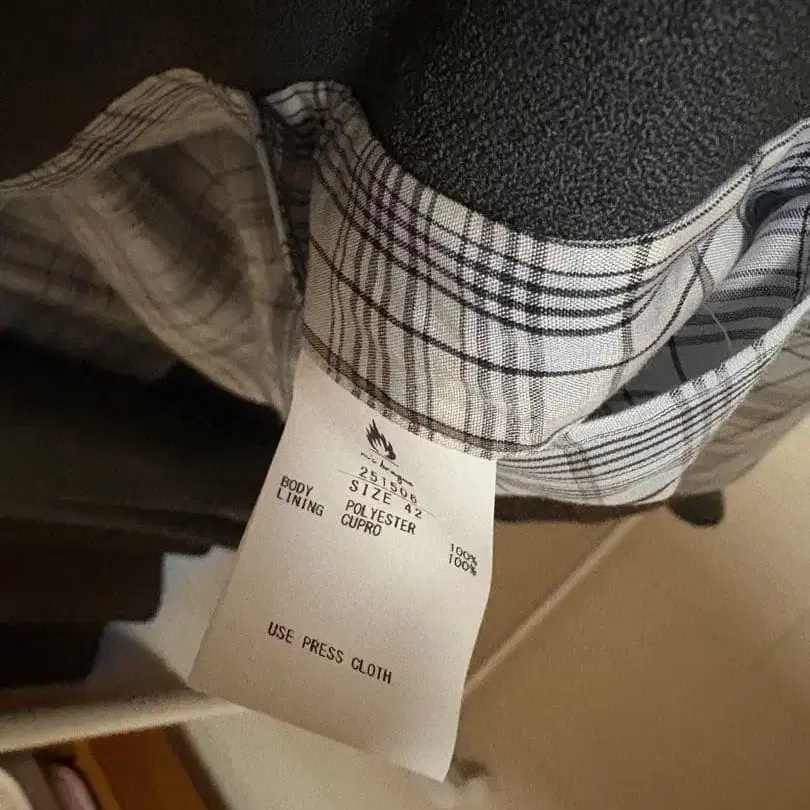 251506
SIZE 42
BODY POLYESTER 100%
LINING CUPRO 100%
USE PRESS CLOTH